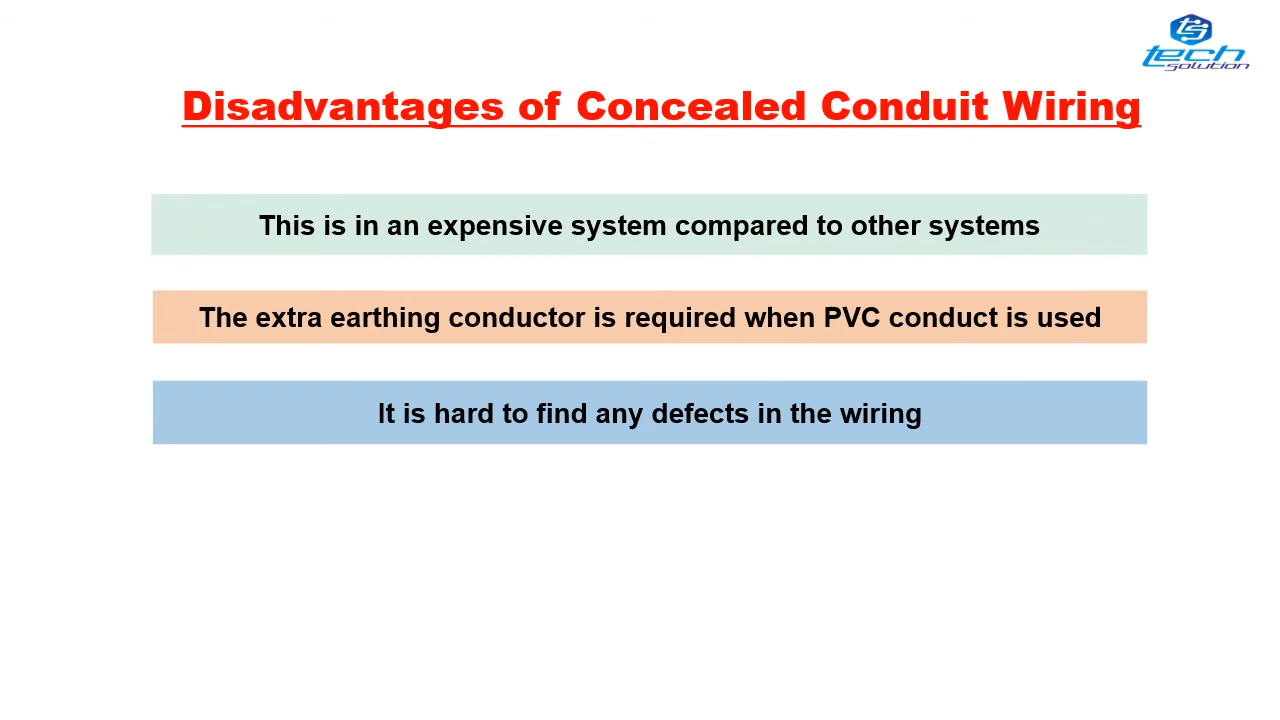 ts
tech
solution
Disadvantages of Concealed Conduit Wiring
This is in an expensive system compared to other systems
The extra earthing conductor is required when PVC conduct is used
It is hard to find any defects in the wiring